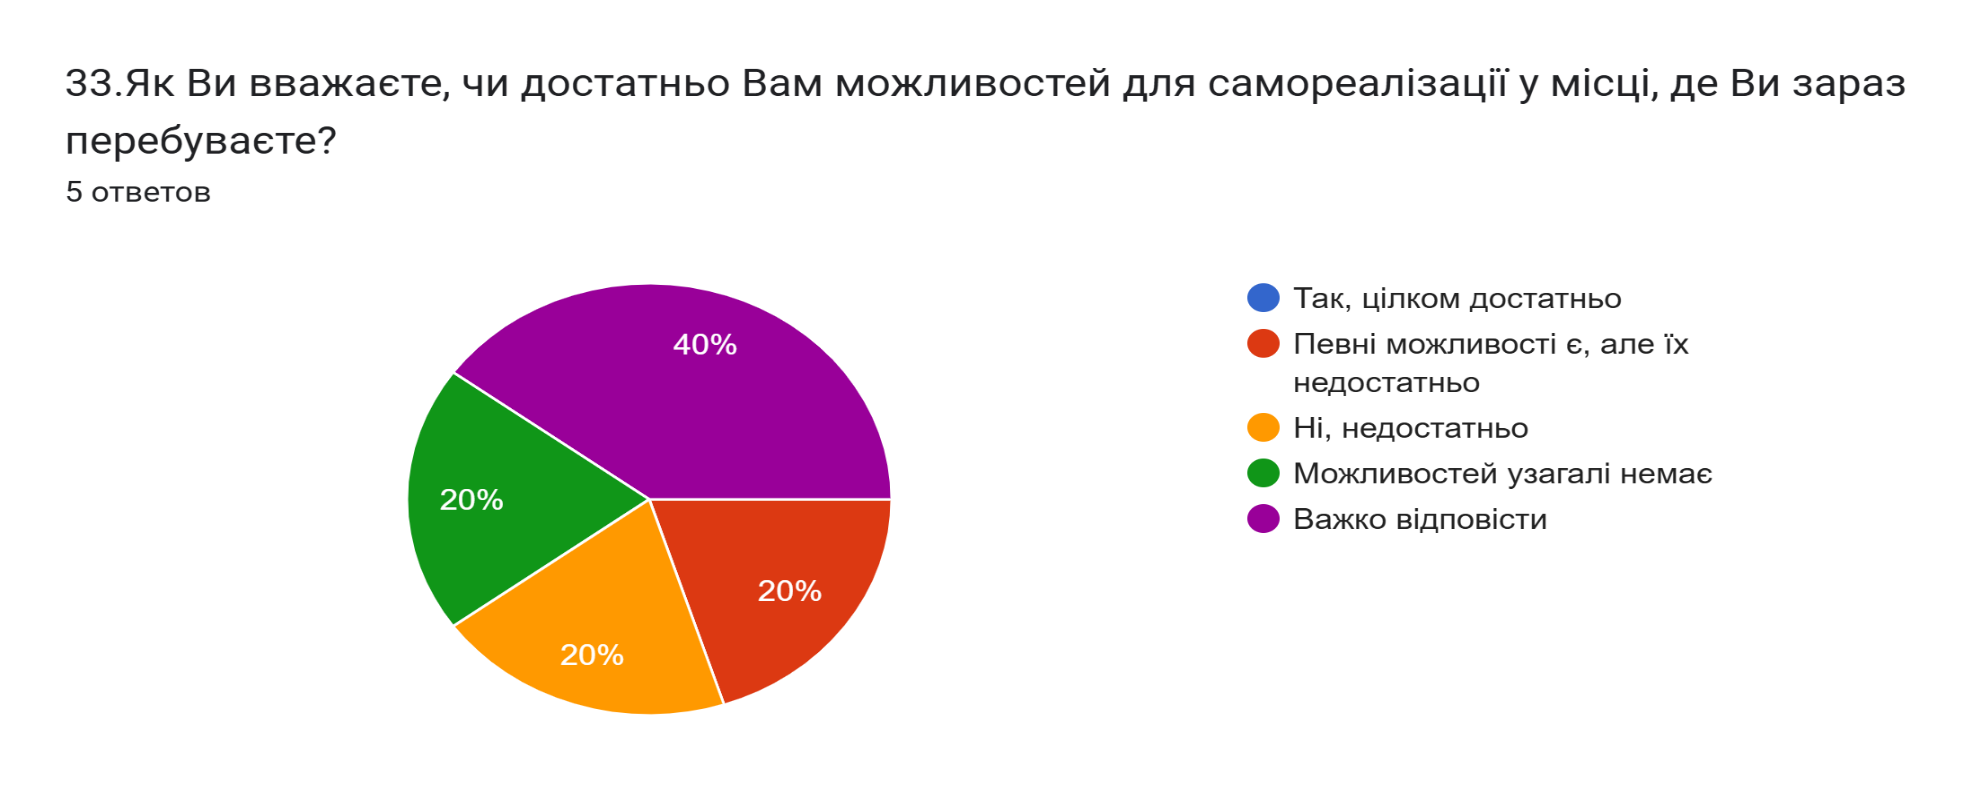 33.Як Ви вважаєте, чи достатньо Вам можливостей для самореалізації у місці, де Ви зараз
перебуваєте?
5 ответов
40%
20%
20%
20%
Так, цілком достатньо
Певні можливості є, але їх
недостатньо
Ні, недостатньо
Можливостей узагалі немає
Важко відповісти